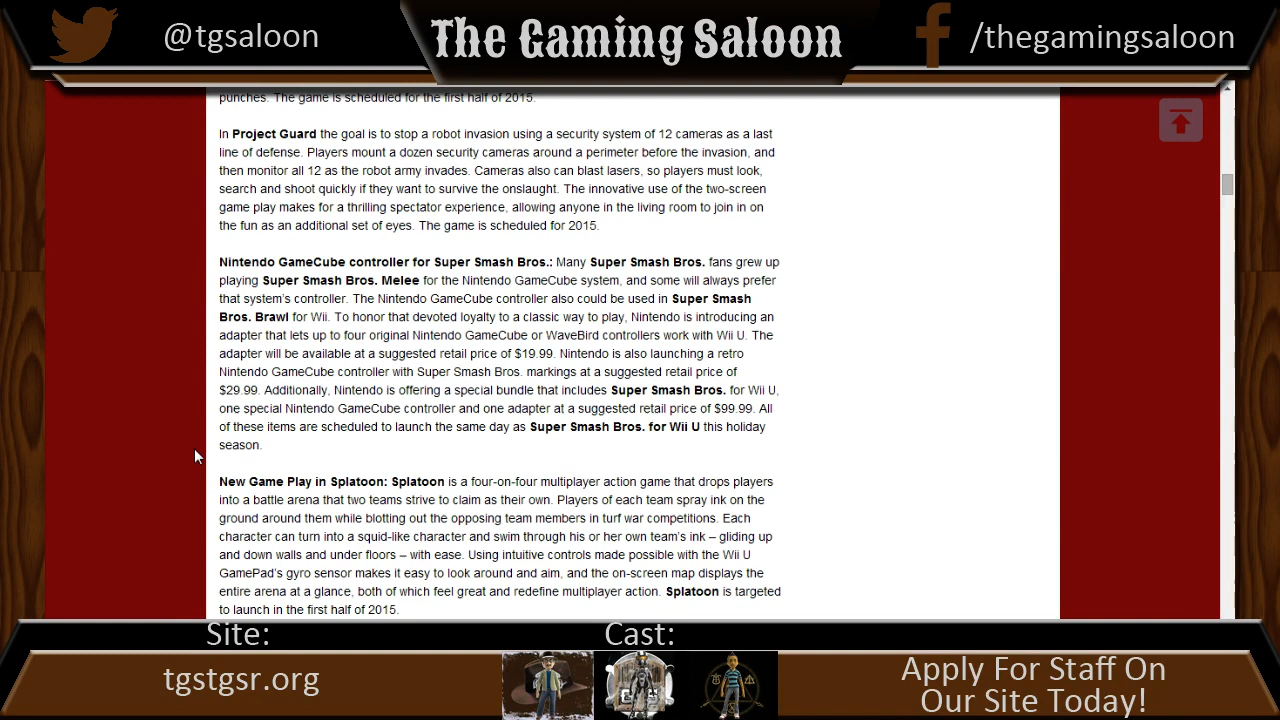 @tgsaloon
The Gaming Saloon
/thegamingsaloon
punches. The game is scheduled for the first half of 2015.
In Project Guard the goal is to stop a robot invasion using a security system of 12 cameras as a last
line of defense. Players mount a dozen security cameras around a perimeter before the invasion, and
then monitor all 12 as the robot army invades. Cameras also can blast lasers, so players must look,
search and shoot quickly if they want to survive the onslaught. The innovative use of the two-screen
game play makes for a thrilling spectator experience, allowing anyone in the living room to join in on
the fun as an additional set of eyes. The game is scheduled for 2015.
Nintendo GameCube controller for Super Smash Bros.: Many Super Smash Bros. fans grew up
playing Super Smash Bros. Melee for the Nintendo GameCube system, and some will always prefer
that system's controller. The Nintendo GameCube controller also could be used in Super Smash
Bros. Brawl for Wii. To honor that devoted loyalty to a classic way to play, Nintendo is introducing an
adapter that lets up to four original Nintendo GameCube or WaveBird controllers work with Wii U. The
adapter will be available at a suggested retail price of $19.99. Nintendo is also launching a retro
Nintendo GameCube controller with Super Smash Bros. markings at a suggested retail price of
$29.99. Additionally, Nintendo is offering a special bundle that includes Super Smash Bros. for Wii U,
one special Nintendo GameCube controller and one adapter at a suggested retail price of $99.99. All
of these items are scheduled to launch the same day as Super Smash Bros. for Wii U this holiday
season.
New Game Play in Splatoon: Splatoon is a four-on-four multiplayer action game that drops players
into a battle arena that two teams strive to claim as their own. Players of each team spray ink on the
ground around them while blotting out the opposing team members in turf war competitions. Each
character can turn into a squid-like character and swim through his or her own team's ink – gliding up
and down walls and under floors – with ease. Using intuitive controls made possible with the Wii U
GamePad's gyro sensor makes it easy to look around and aim, and the on-screen map displays the
entire arena at a glance, both of which feel great and redefine multiplayer action. Splatoon is targeted
to launch in the first half of 2015.
Site:
Cast:
tgstgsr.org
Apply For Staff On
Our Site Today!